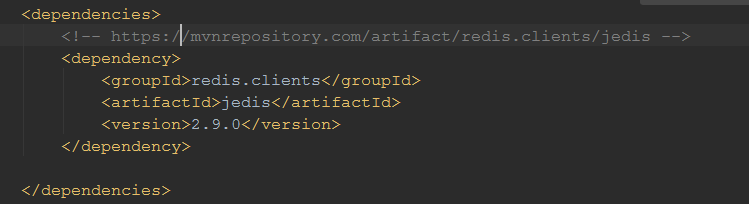 <dependencies>
<!-- https://mvnrepository.com/artifact/redis.clients/jedis -->
<dependency>
<groupId>redis.clients</groupId>
<artifactId>jedis</artifactId>
<version>2.9.0</version>
</dependency>
</dependencies>